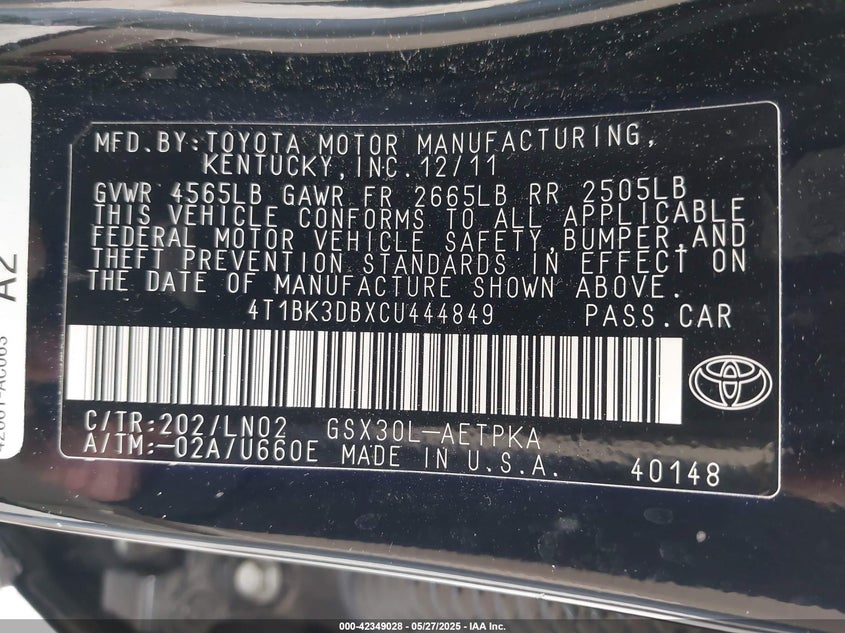 MFD.BY:TOYOTA MOTOR MANUFACTURING,
KENTUCKY,INC.12/11
GVWR 4565LB GAWR FR 2665LB RR 2505LB
THIS VEHICLE CONFORMS TO ALL APPLICABLE
FEDERAL MOTOR VEHICLE SAFETY,BUMPER,AND
THEFT PREVENTION STANDARDS IN EFFECT ON
THE DATE OF MANUFACTURE SHOWN ABOVE.
4T1BK3DBXCU444849 PASS.CAR
C/TR:202/LN02 GSX30L-AETPKA
A/TM:-02A/U660E MADE IN U.S.A. 40148
A2
000-42349028 - 05/27/2025 - IAA Inc.